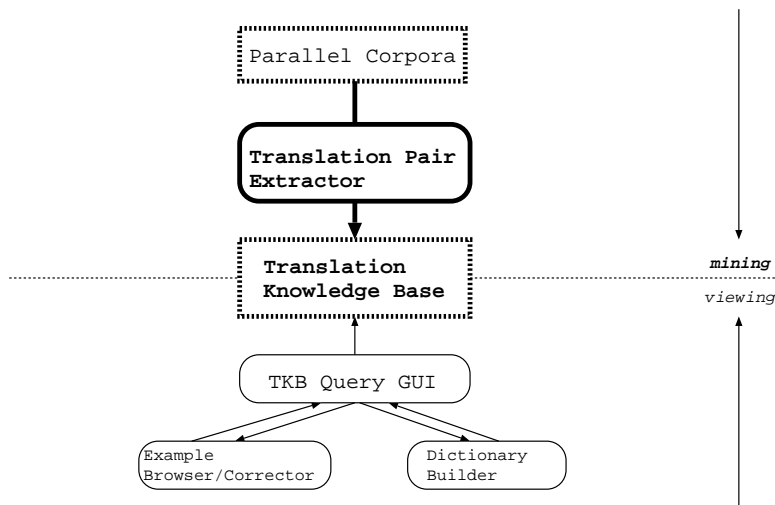 Parallel Corpora
Translation Pair
Extractor
Translation
Knowledge Base
mining
viewing
TKB Query GUI
Example
Browser/Corrector
Dictionary
Builder